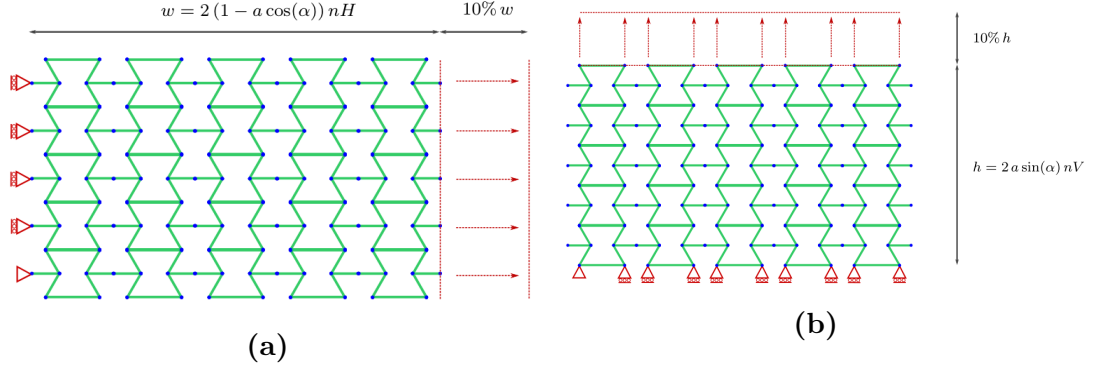 w = 2 (1 − a cos(α)) nH
10% w
10% h
h = 2 a sin(α) nV
(a)
(b)